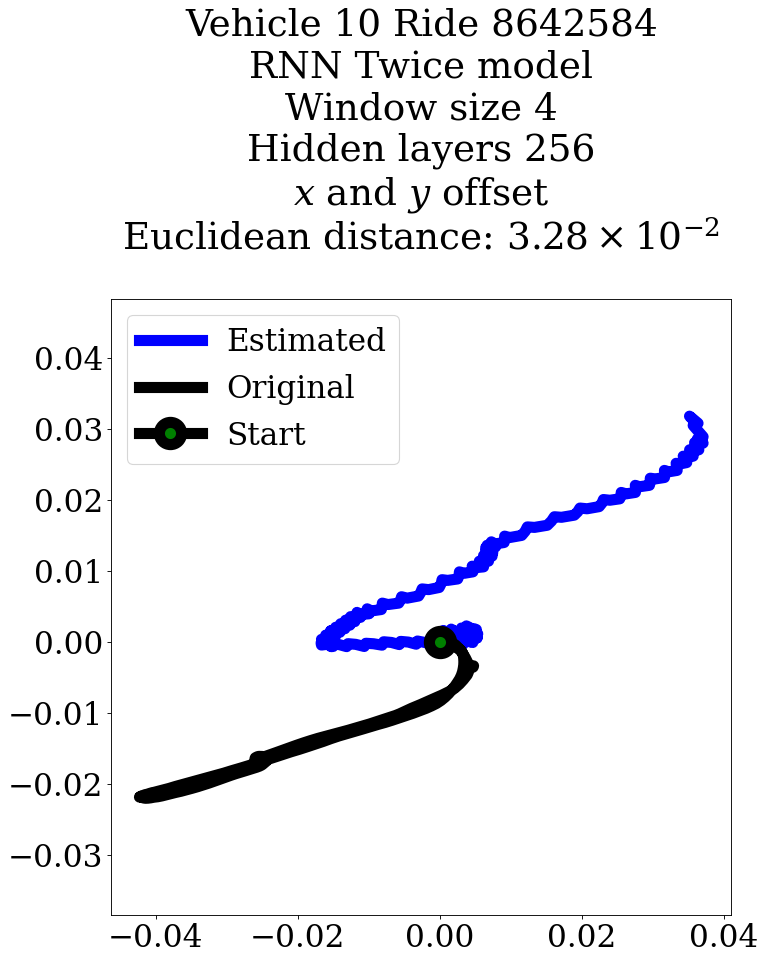 Vehicle 10 Ride 8642584
RNN Twice model
Window size 4
Hidden layers 256
x and y offset
Euclidean distance: 3.28 × 10⁻²
Estimated
Original
Start
0.04
0.03
0.02
0.01
0.00
−0.01
−0.02
−0.03
−0.04 −0.02 0.00 0.02 0.04